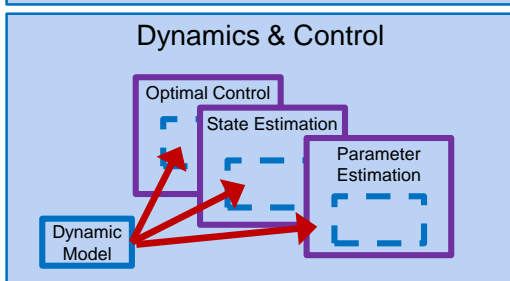 Dynamics & Control
Optimal Control
State Estimation
Parameter
Estimation
Dynamic
Model